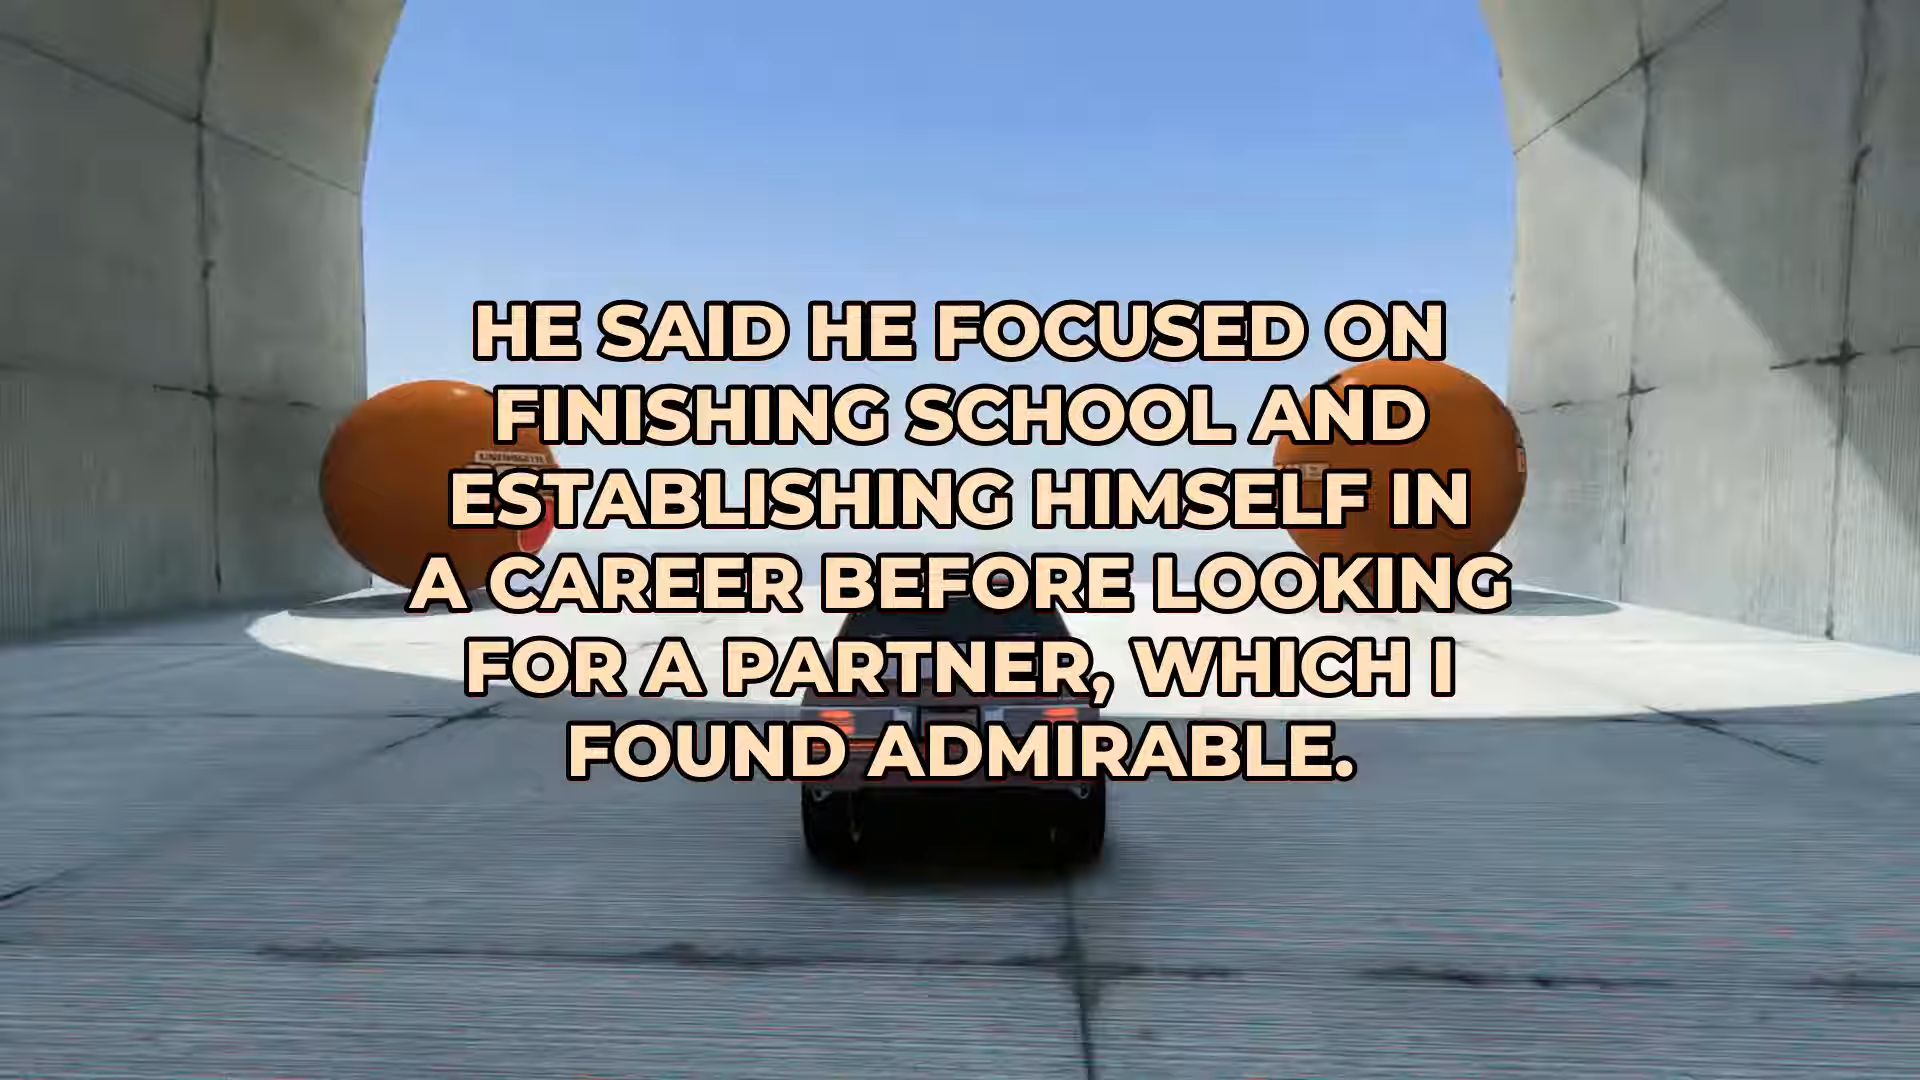 HE SAID HE FOCUSED ON
FINISHING SCHOOL AND
ESTABLISHING HIMSELF IN
A CAREER BEFORE LOOKING
FOR A PARTNER, WHICH I
FOUND ADMIRABLE.